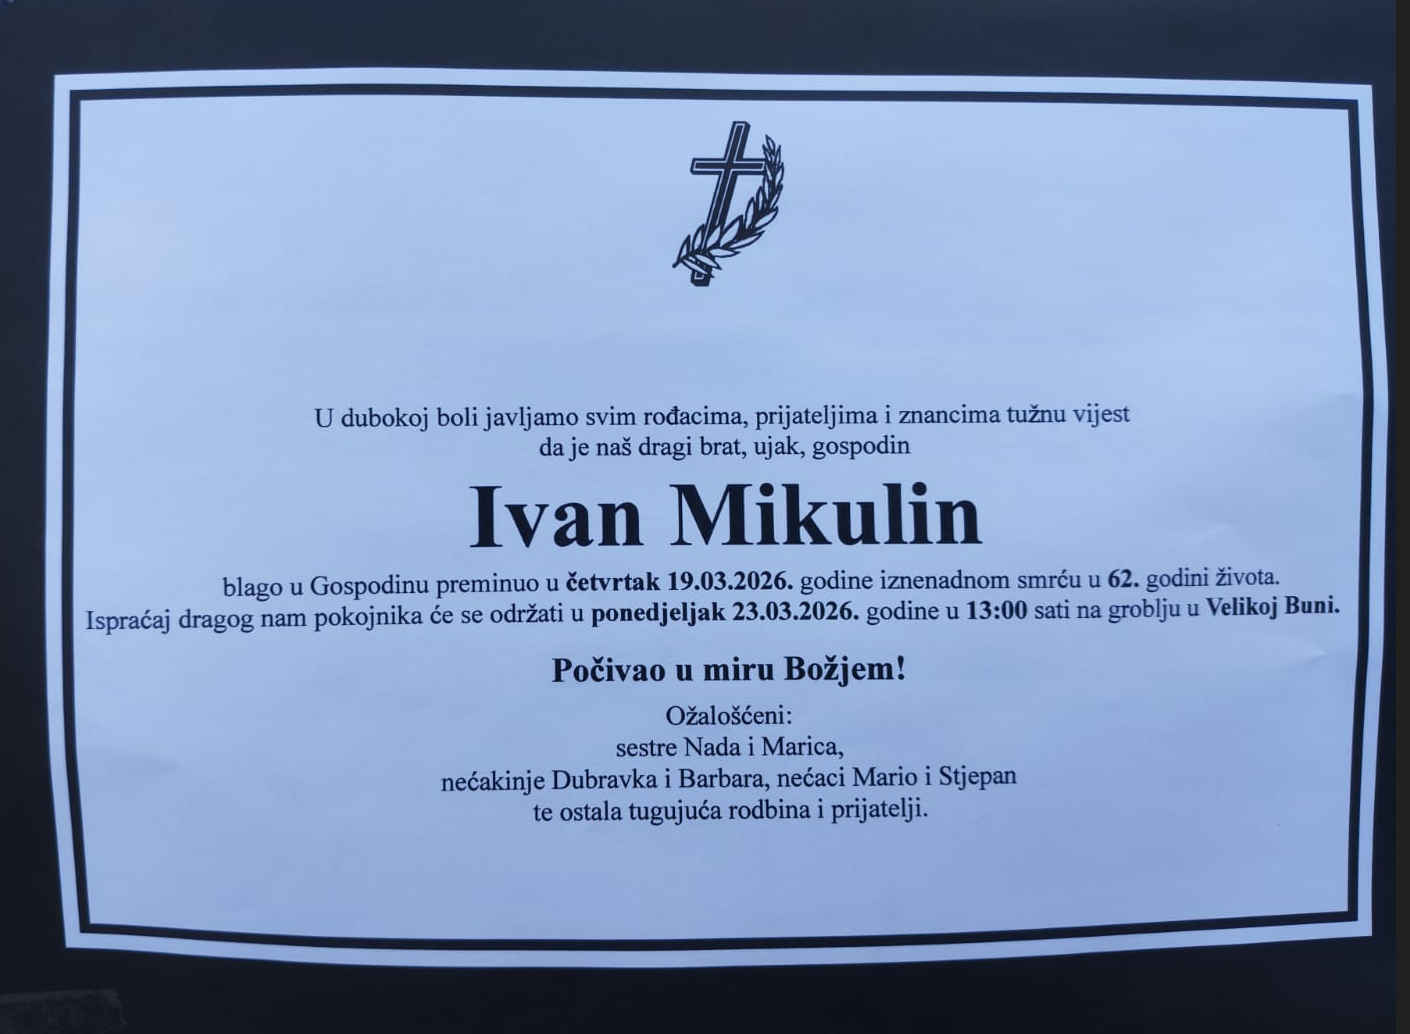 U dubokoj boli javljamo svim rođacima, prijateljima i znancima tužnu vijest
da je naš dragi brat, ujak, gospodin
Ivan Mikulin
blago u Gospodinu preminuo u četvrtak 19.03.2026. godine iznenadnom smrću u 62. godini života.
Ispraćaj dragog nam pokojnika će se održati u ponedjeljak 23.03.2026. godine u 13:00 sati na groblju u Velikoj Buni.
Počivao u miru Božjem!
Ožalošćeni:
sestre Nada i Marica,
nećakinje Dubravka i Barbara, nećaci Mario i Stjepan
te ostala tugujuća rodbina i prijatelji.